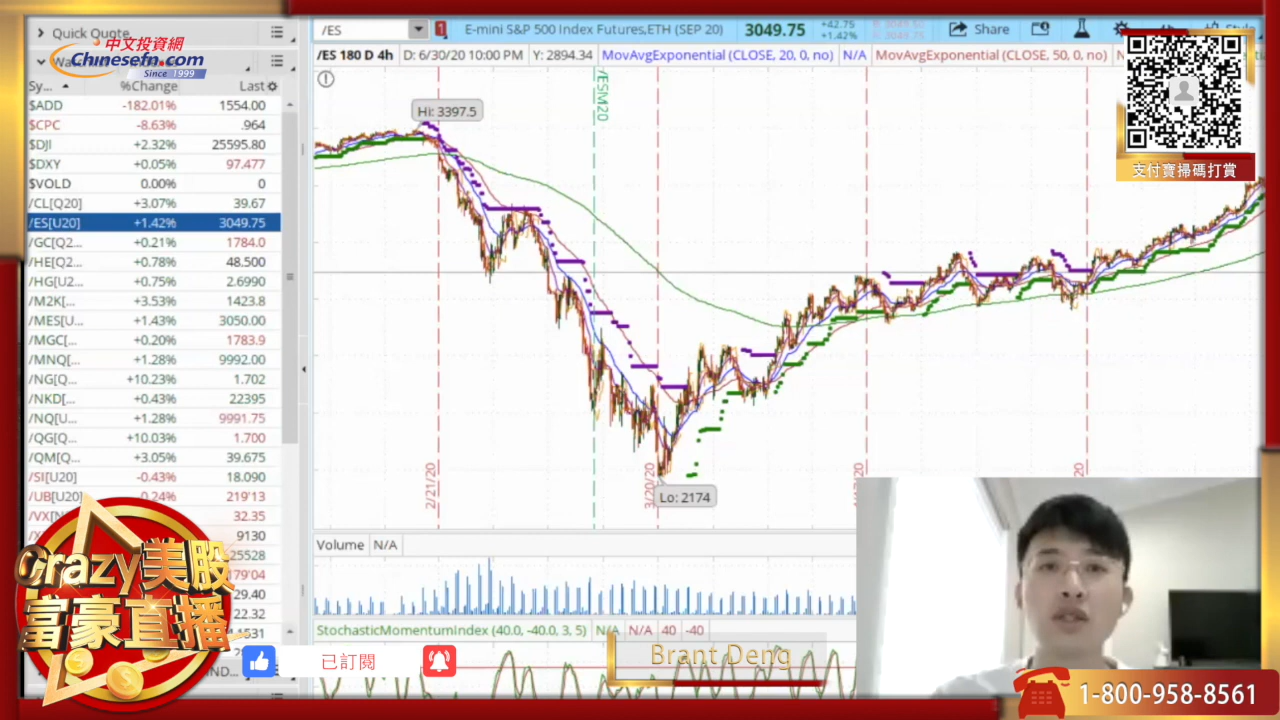 Quick Quote
中文投資網
Chinesefn.com
Since 1999
Sy... %Change Last
$ADD -182.01% 1554.00
$CPC -8.63% .964
$DJI +2.32% 25595.80
$DXY +0.05% 97.477
$VOLD 0.00% 0
/CL[Q20] +3.07% 39.67
/ES[U20] +1.42% 3049.75
/GC[Q2... +0.21% 1784.0
/HE[Q2... +0.78% 48.500
/HG[U2... +0.75% 2.6990
/M2K[... +3.53% 1423.8
/MES[U... +1.43% 3050.00
/MGC[... +0.20% 1783.9
/MNQ[... +1.28% 9992.00
/NG[Q... +10.23% 1.702
/NKD[... +0.43% 22395
/NQ[U... +1.28% 9991.75
/QG[Q... +10.03% 1.700
/QM[Q... +3.05% 39.675
/SI[U20] -0.43% 18.090
/UB[U20] 0.24% 219'13
32.35
9130
25528
179'04
29.40
22.32
Crazy美股
富豪直播
/ES 1 E-mini S&P 500 Index Futures,ETH (SEP 20) 3049.75 +42.75 +1.42% Share Style
/ES 180 D 4h D: 6/30/20 10:00 PM Y: 2894.34 MovAvgExponential (CLOSE, 20, 0, no) N/A MovAvgExponential (CLOSE, 50, 0, no)
/ESM20
Hi: 3397.5
2/21/20
3/20/20
Lo: 2174
Volume N/A
StochasticMomentumIndex (40.0, -40.0, 3, 5) N/A N/A 40 -40
支付寶掃碼打賞
已訂閱
Brant Deng
1-800-958-8561